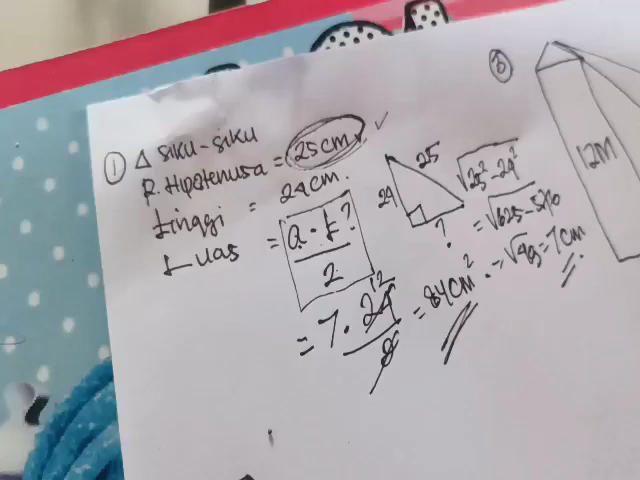 ① Δ siku-siku
P. Hipotenusa = 25 cm ✓
tinggi = 24 cm.
Luas = a · t ?
2
= 7 . 24 12
2
= 84 cm²
25
24
?
√25² - 24²
= √625 - 576
= √49 = 7 cm
ⓑ
12 M